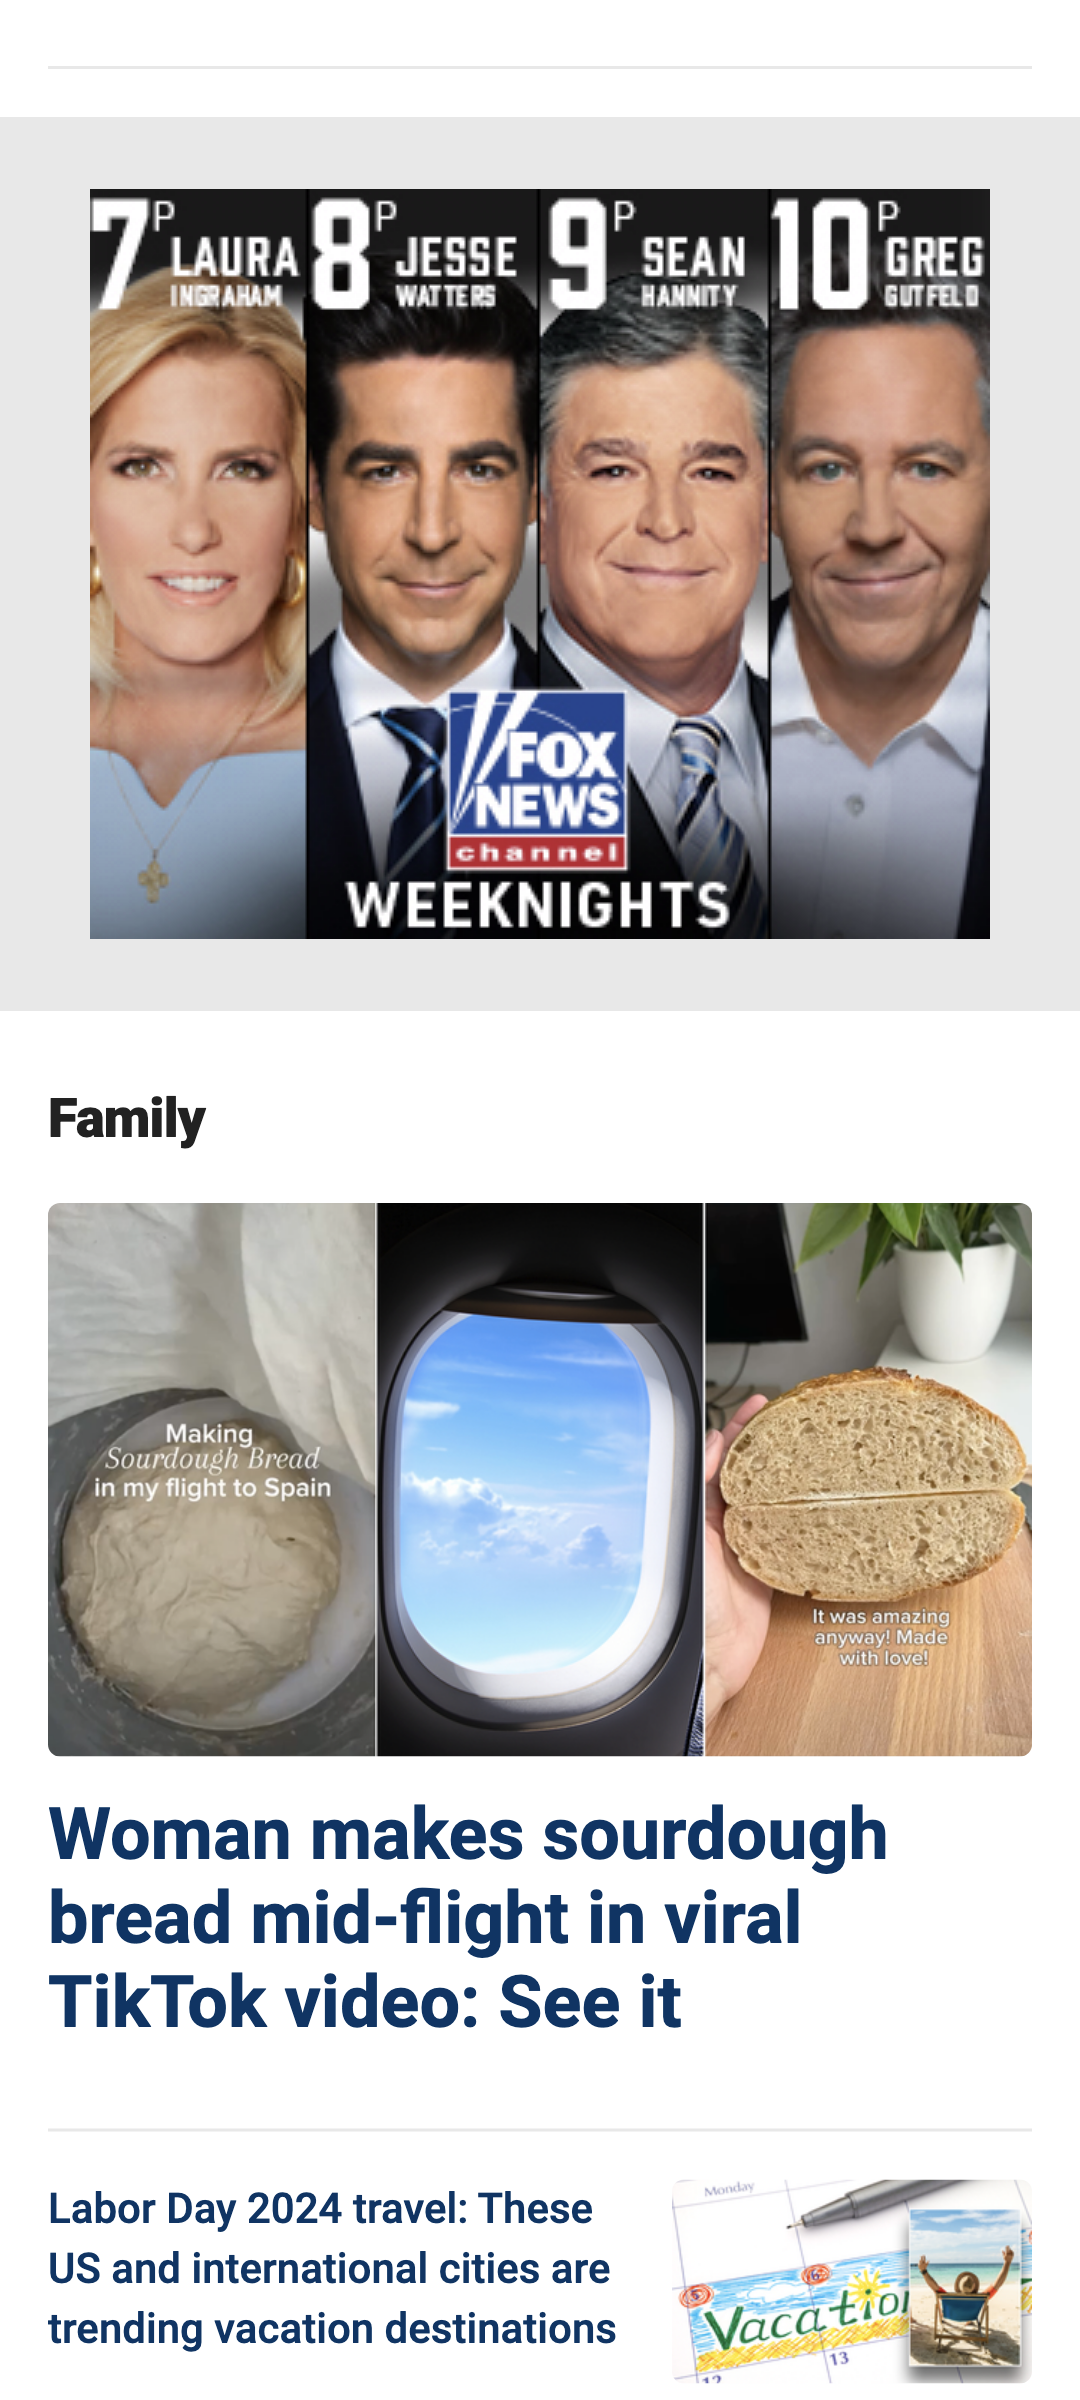 7P LAURA INGRAHAM
8P JESSE WATTERS
9P SEAN HANNITY
10P GREG GUTFELD
FOX
NEWS
channel
WEEKNIGHTS
Family
Making
Sourdough Bread
in my flight to Spain
It was amazing
anyway! Made
with love!
Woman makes sourdough
bread mid-flight in viral
TikTok video: See it
Labor Day 2024 travel: These
US and international cities are
trending vacation destinations
Monday
5
6
Vacation
12
13